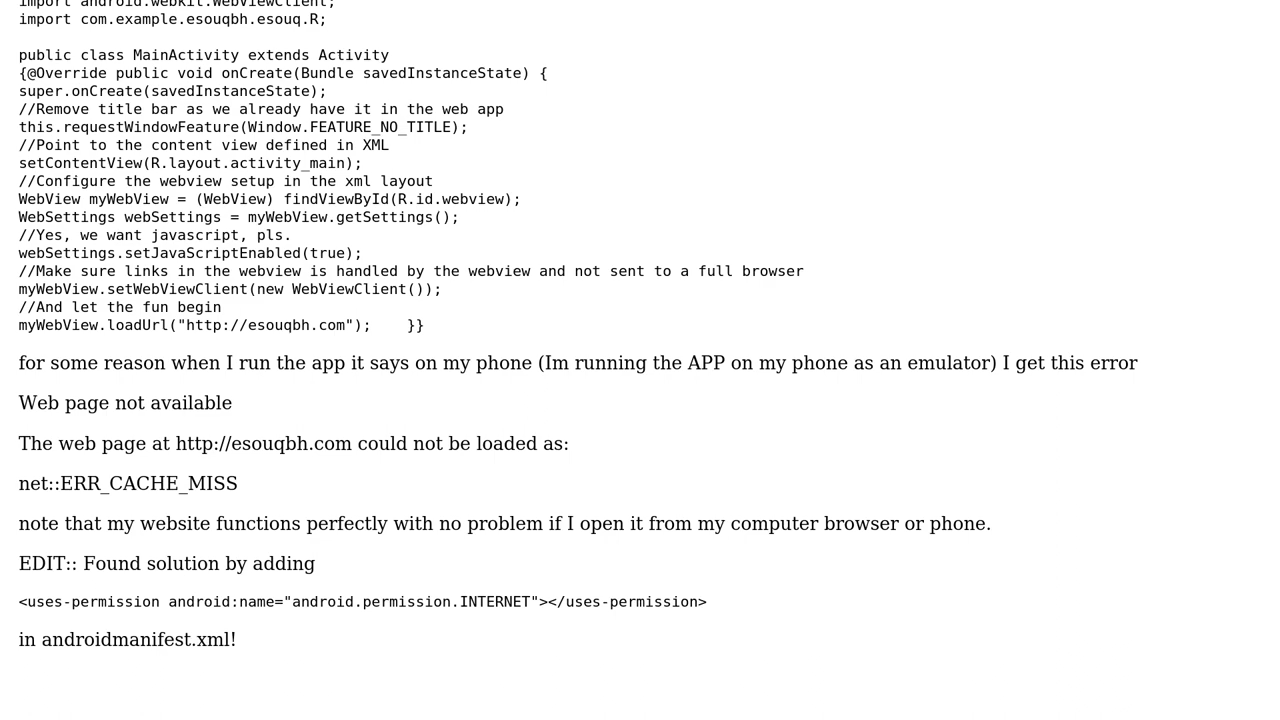 import android.webkit.WebViewClient;
import com.example.esouqbh.esouq.R;
public class MainActivity extends Activity
{@Override public void onCreate(Bundle savedInstanceState) {
super.onCreate(savedInstanceState);
//Remove title bar as we already have it in the web app
this.requestWindowFeature(Window.FEATURE_NO_TITLE);
//Point to the content view defined in XML
setContentView(R.layout.activity_main);
//Configure the webview setup in the xml layout
WebView myWebView = (WebView) findViewById(R.id.webview);
WebSettings webSettings = myWebView.getSettings();
//Yes, we want javascript, pls.
webSettings.setJavaScriptEnabled(true);
//Make sure links in the webview is handled by the webview and not sent to a full browser
myWebView.setWebViewClient(new WebViewClient());
//And let the fun begin
myWebView.loadUrl("http://esouqbh.com");    }}
for some reason when I run the app it says on my phone (Im running the APP on my phone as an emulator) I get this error
Web page not available
The web page at http://esouqbh.com could not be loaded as:
net::ERR_CACHE_MISS
note that my website functions perfectly with no problem if I open it from my computer browser or phone.
EDIT:: Found solution by adding
<uses-permission android:name="android.permission.INTERNET"></uses-permission>
in androidmanifest.xml!